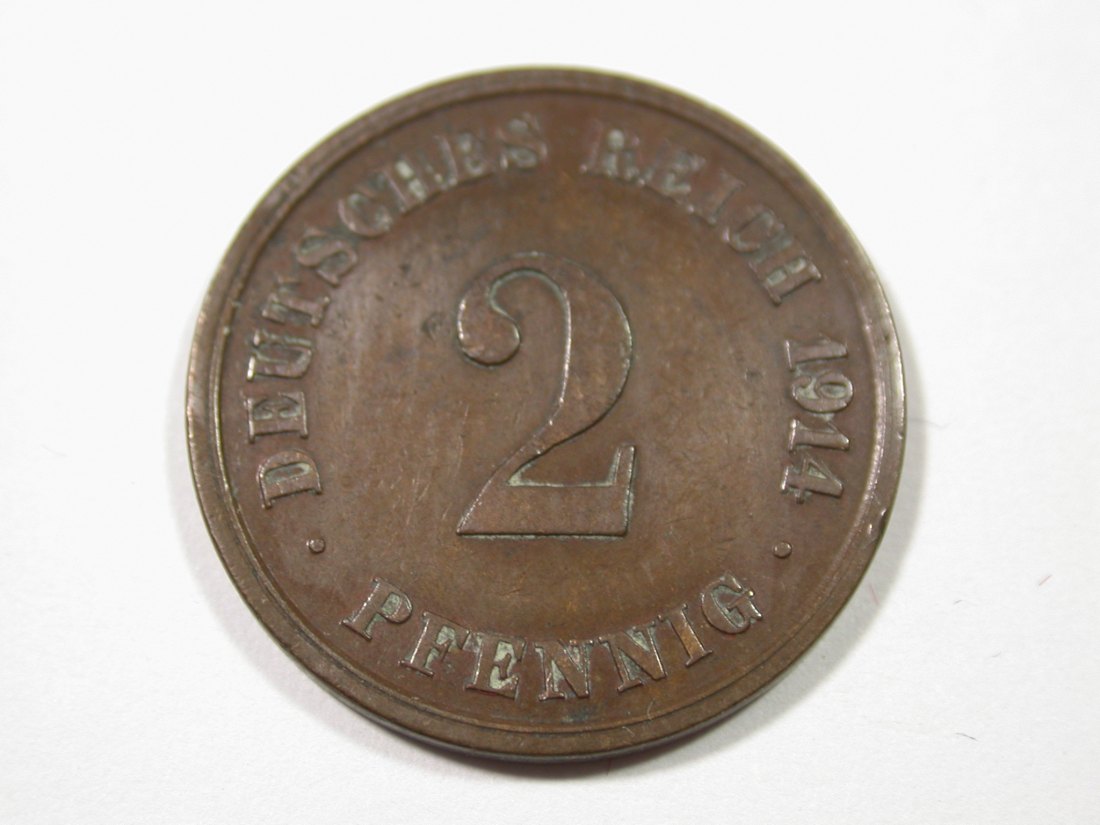 DEUTSCHES REICH 1914
2
PFENNIG